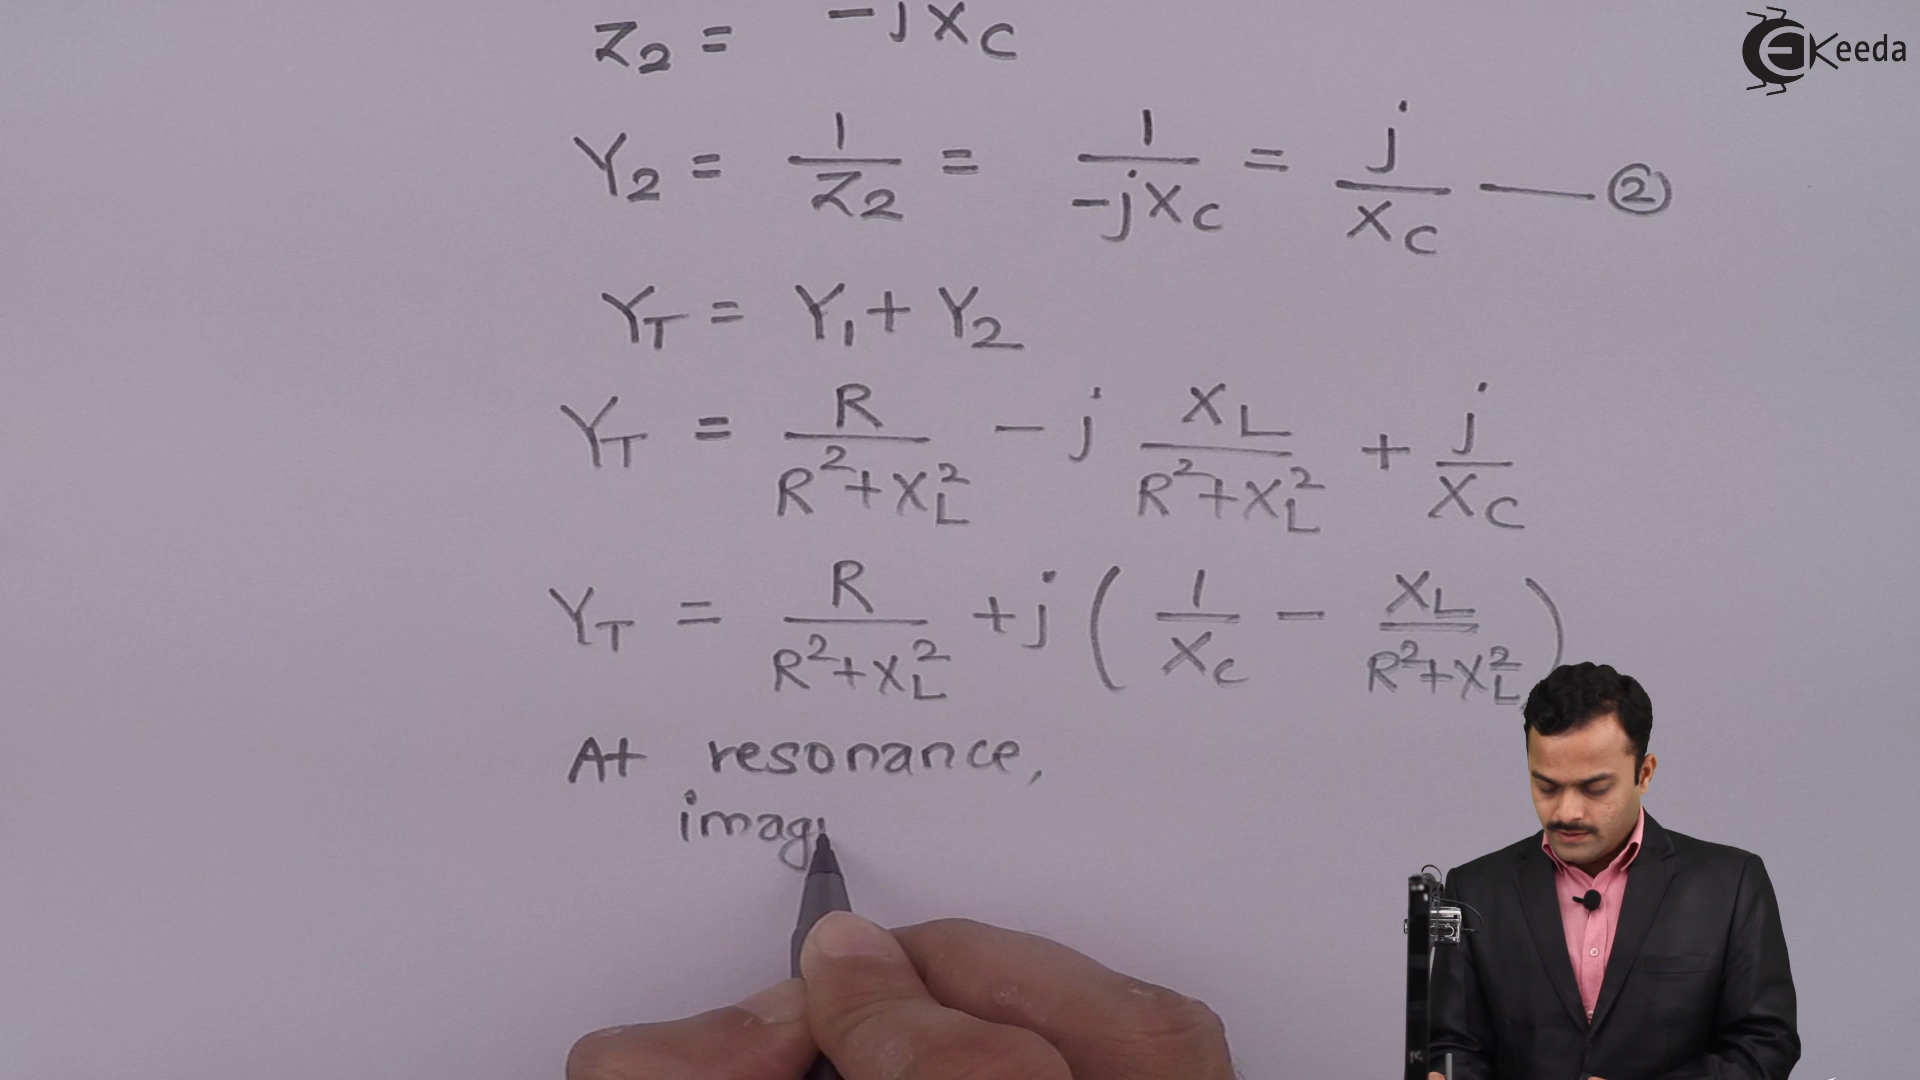 Z2 = -jXC
EKeeda
Y2 = 1/Z2 = 1/-jXC = j/XC —— ②
YT = Y1 + Y2
YT = R/R²+XL² - j XL/R²+XL² + j/XC
YT = R/R²+XL² + j ( 1/XC - XL/R²+XL² )
At resonance,
imag